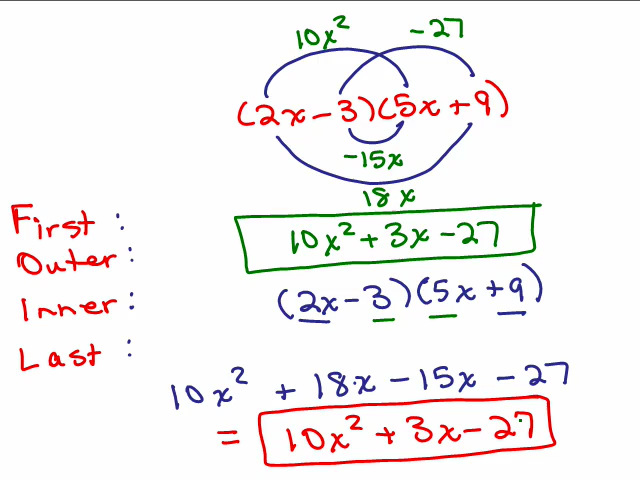 10x² -27
(2x - 3)(5x + 9)
-15x
18x
First:
10x² + 3x - 27
Outer:
(2x - 3)(5x + 9)
Inner:
Last:
10x² + 18x - 15x - 27
= 10x² + 3x - 27